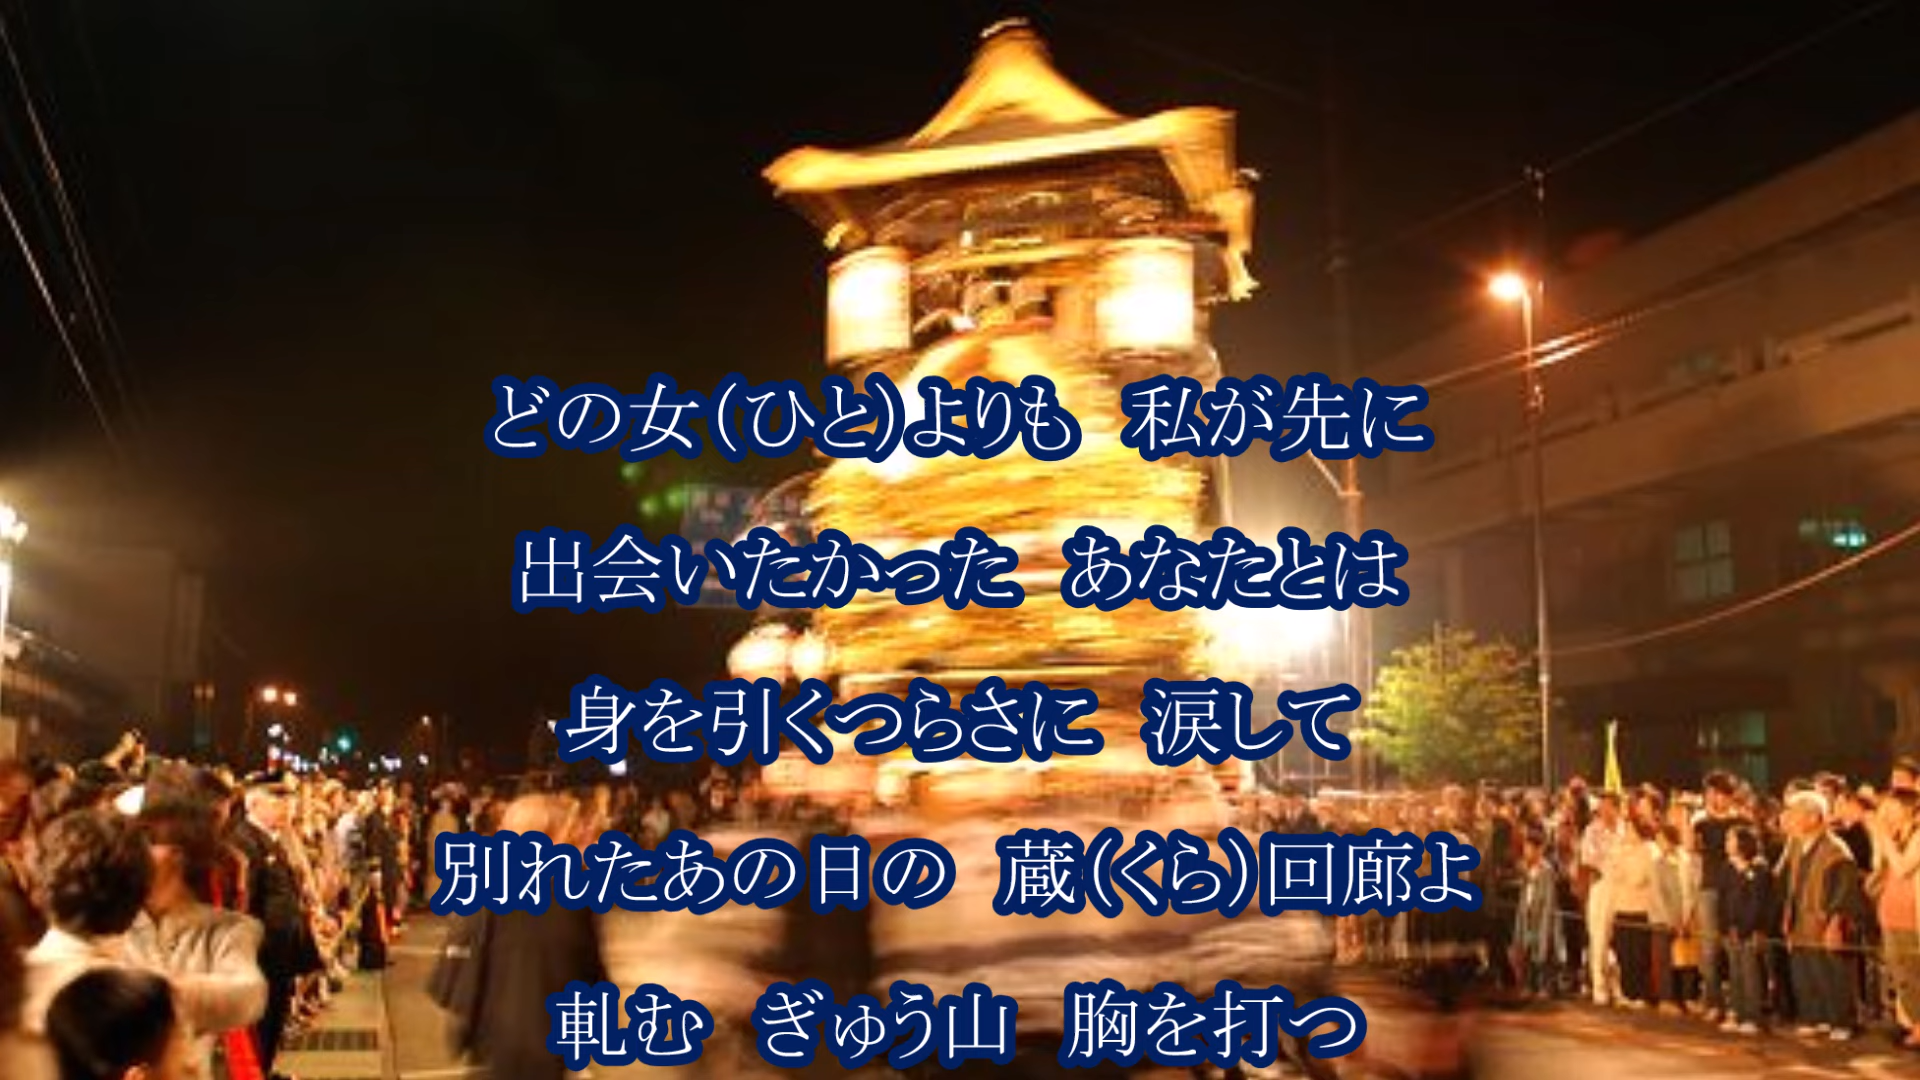 どの女（ひと）よりも　私が先に
出会いたかった　あなたとは
身を引くつらさに　涙して
別れたあの日の　蔵（くら）回廊よ
軋む　ぎゅう山　胸を打つ